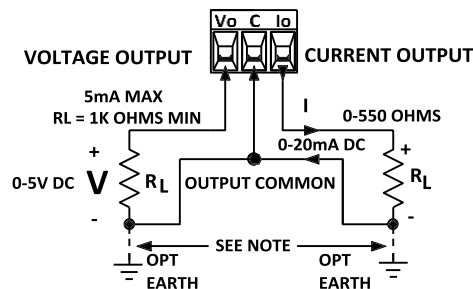 Vo C Io
VOLTAGE OUTPUT
CURRENT OUTPUT
5mA MAX
RL = 1K OHMS MIN
I
0-550 OHMS
0-20mA DC
+
+
0-5V DC
V
RL
OUTPUT COMMON
RL
-
-
SEE NOTE
OPT
EARTH
OPT
EARTH